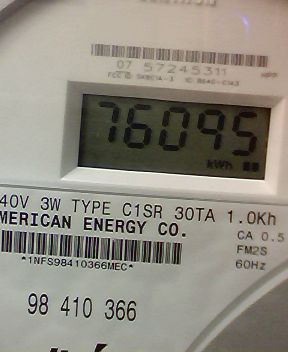 07 57245311
76095
kWh
40V 3W TYPE C1SR 30TA 1.0Kh
MERICAN ENERGY CO.
CA 0.5
FM2S
60Hz
*1NFS98410366MEC*
98 410 366